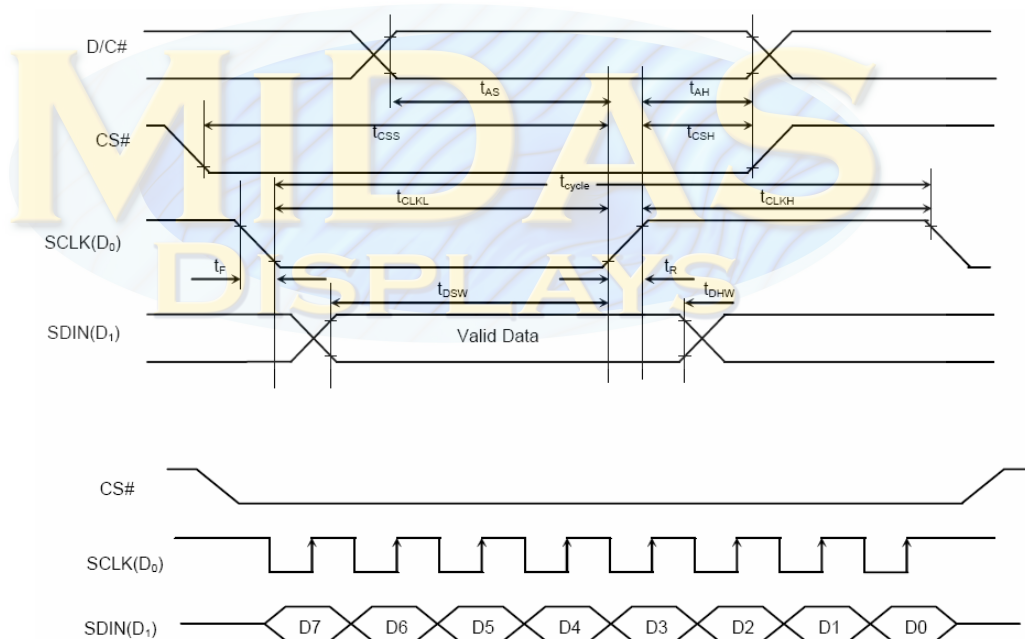 D/C#
tAS
tAH
MIDAS
tCSS
tCSH
CS#
tcycle
tCLKL
tCLKH
SCLK(D0)
tF
tR
DISPLAYS
tDSW
tDHW
SDIN(D1)
Valid Data
CS#
SCLK(D0)
SDIN(D1)
D7 D6 D5 D4 D3 D2 D1 D0